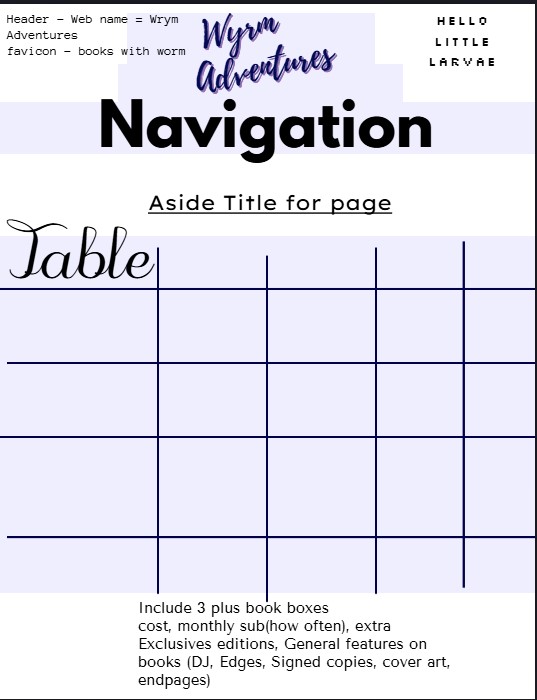 Header - Web name = Wrym
Adventures
favicon - books with worm
Wyrm
Adventures
HELLO
LITTLE
LARVAE
Navigation
Aside Title for page
Table
Include 3 plus book boxes
cost, monthly sub(how often), extra
Exclusives editions, General features on
books (DJ, Edges, Signed copies, cover art,
endpages)